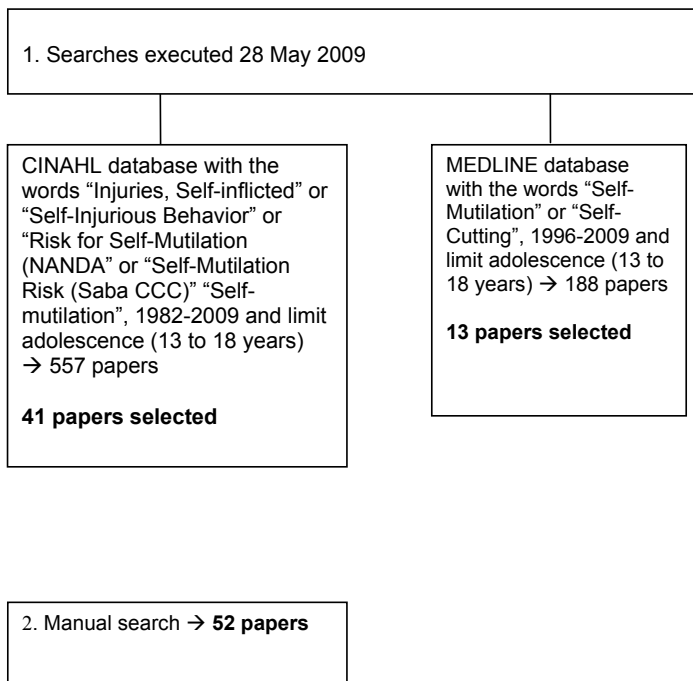 1. Searches executed 28 May 2009
CINAHL database with the
words “Injuries, Self-inflicted” or
“Self-Injurious Behavior” or
“Risk for Self-Mutilation
(NANDA” or “Self-Mutilation
Risk (Saba CCC)” “Self-
mutilation”, 1982-2009 and limit
adolescence (13 to 18 years)
→ 557 papers
41 papers selected
MEDLINE database
with the words “Self-
Mutilation” or “Self-
Cutting”, 1996-2009 and
limit adolescence (13 to
18 years) → 188 papers
13 papers selected
2. Manual search → 52 papers